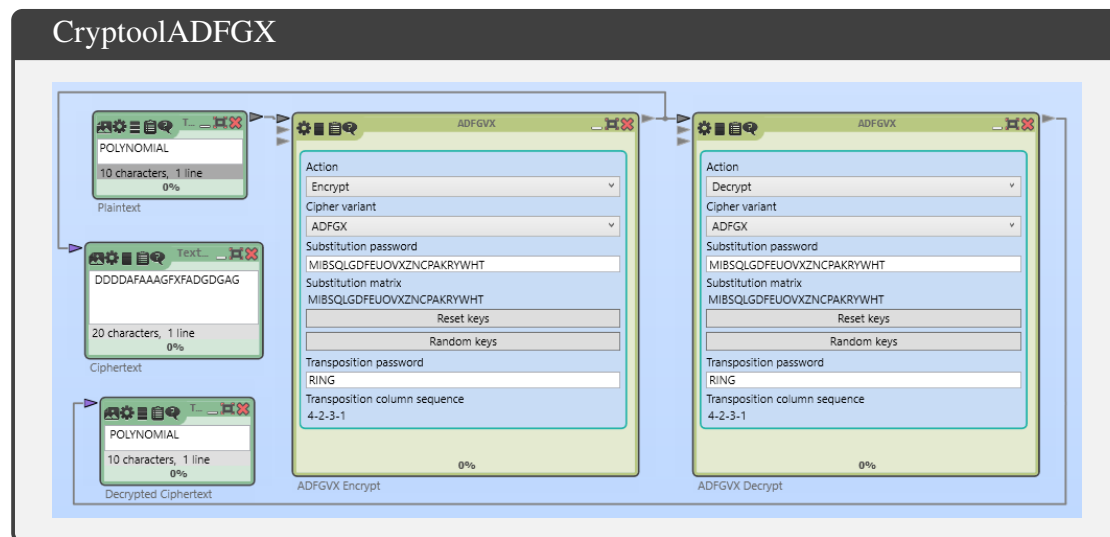 CryptoolADFGX
T...
POLYNOMIAL
10 characters, 1 line
0%
Plaintext
Text...
DDDDAFAAAGFXFADGDGAG
20 characters, 1 line
0%
Ciphertext
T...
POLYNOMIAL
10 characters, 1 line
0%
Decrypted Ciphertext
ADFGVX
Action
Encrypt
Cipher variant
ADFGX
Substitution password
MIBSQLGDFEUOVXZNCPAKRYWHT
Substitution matrix
MIBSQLGDFEUOVXZNCPAKRYWHT
Reset keys
Random keys
Transposition password
RING
Transposition column sequence
4-2-3-1
0%
ADFGVX Encrypt
ADFGVX
Action
Decrypt
Cipher variant
ADFGX
Substitution password
MIBSQLGDFEUOVXZNCPAKRYWHT
Substitution matrix
MIBSQLGDFEUOVXZNCPAKRYWHT
Reset keys
Random keys
Transposition password
RING
Transposition column sequence
4-2-3-1
0%
ADFGVX Decrypt